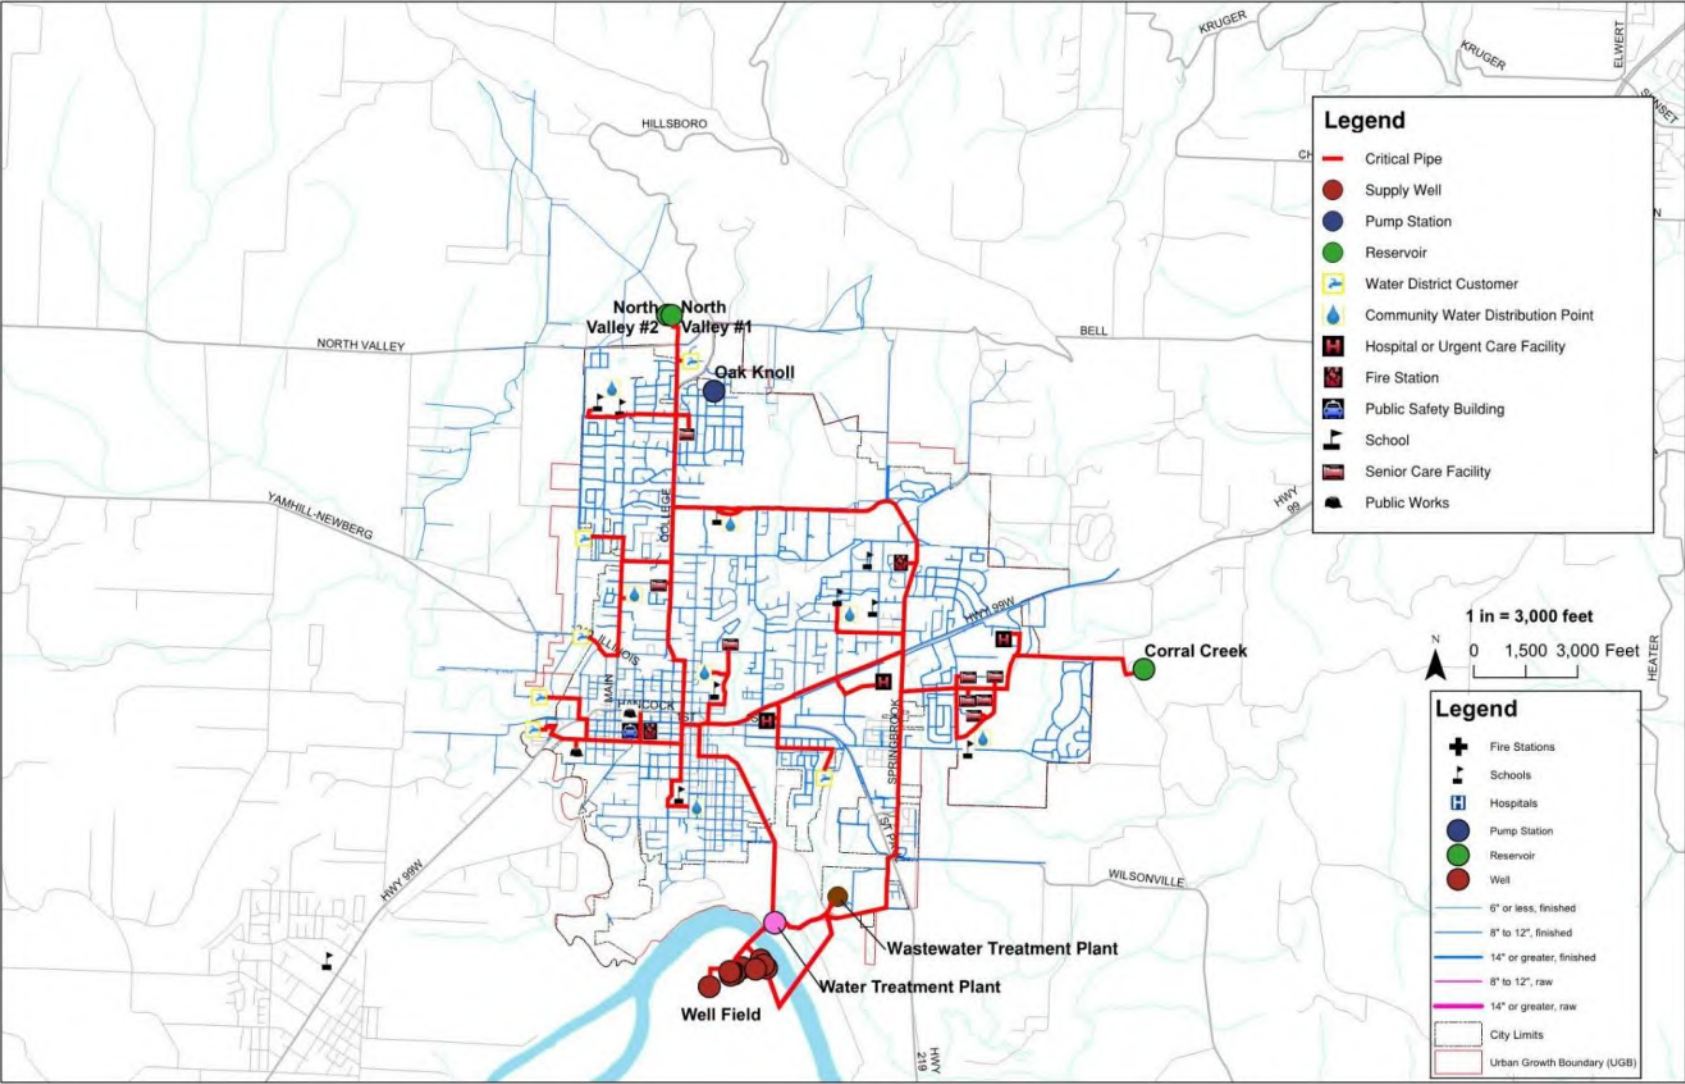 KRUGER
KRUGER
ELWERT
SUNSET
HILLSBORO
CH
N
Legend
Critical Pipe
Supply Well
Pump Station
Reservoir
Water District Customer
Community Water Distribution Point
Hospital or Urgent Care Facility
Fire Station
Public Safety Building
School
Senior Care Facility
Public Works
North
Valley #2
North
Valley #1
NORTH VALLEY
BELL
Oak Knoll
YAMHILL-NEWBERG
COLLEGE
HWY
99
HWY 99W
ILLINOIS
MAIN
HANCOCK
1ST
SPRINGBROOK
Corral Creek
1 in = 3,000 feet
N
0 1,500 3,000 Feet
HEATER
Legend
Fire Stations
Schools
Hospitals
Pump Station
Reservoir
Well
6" or less, finished
8" to 12", finished
14" or greater, finished
8" to 12", raw
14" or greater, raw
City Limits
Urban Growth Boundary (UGB)
HWY 99W
WILSONVILLE
Wastewater Treatment Plant
Water Treatment Plant
Well Field
HWY
219